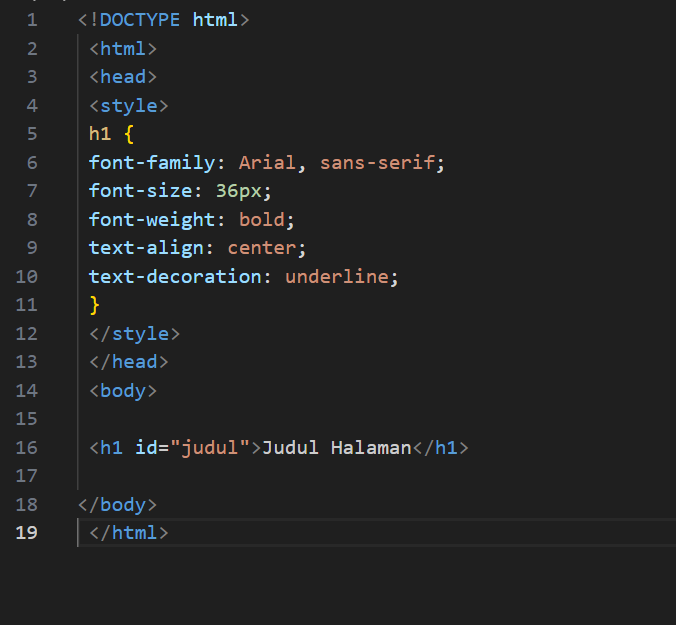 1 <!DOCTYPE html>
2 <html>
3 <head>
4 <style>
5 h1 {
6 font-family: Arial, sans-serif;
7 font-size: 36px;
8 font-weight: bold;
9 text-align: center;
10 text-decoration: underline;
11 }
12 </style>
13 </head>
14 <body>
15
16 <h1 id="judul">Judul Halaman</h1>
17
18 </body>
19 </html>